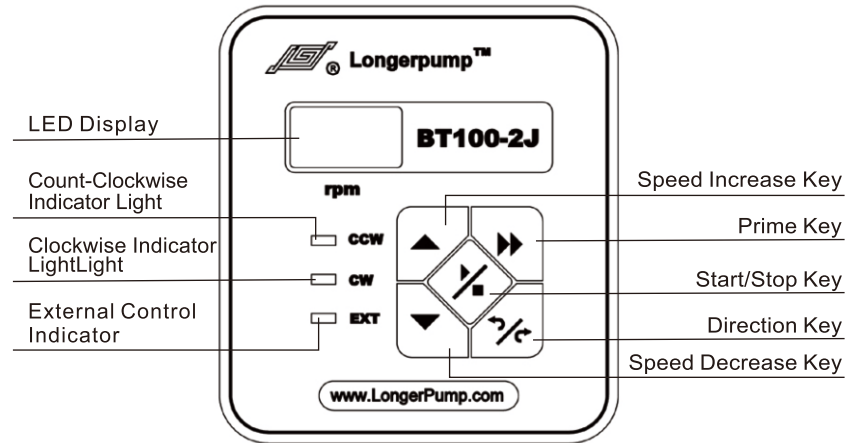 Longerpump™
®
LED Display
BT100-2J
rpm
Count-Clockwise
Indicator Light
CCW
Clockwise Indicator
LightLight
CW
External Control
Indicator
EXT
Speed Increase Key
Prime Key
Start/Stop Key
Direction Key
Speed Decrease Key
www.LongerPump.com